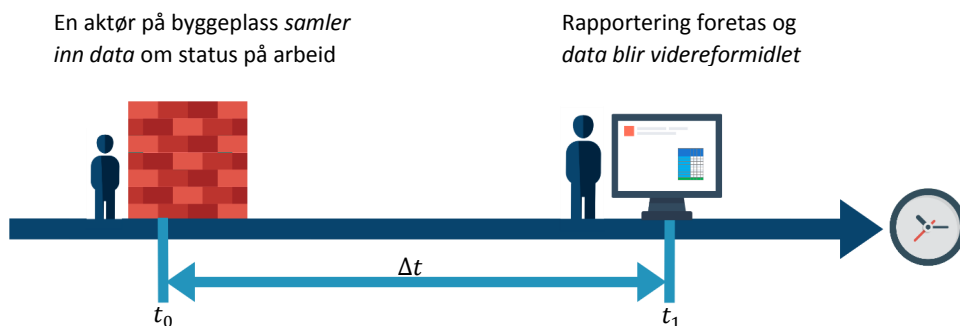 En aktør på byggeplass samler
inn data om status på arbeid
Rapportering foretas og
data blir videreformidlet
Δt
t₀
t₁